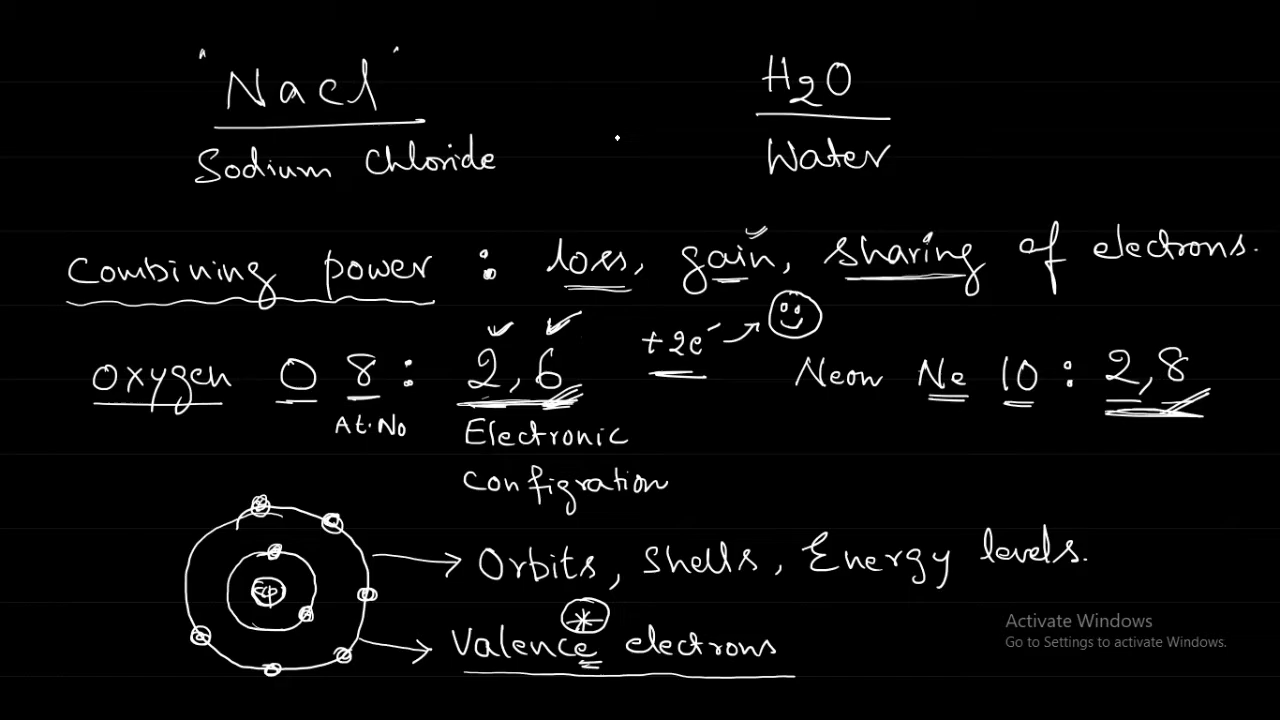 "Nacl" H2O
Sodium Chloride Water
Combining power : loss, gain, sharing of electrons.
oxygen O 8 : 2, 6 +2e⁻ → Neon Ne 10 : 2, 8
At.No Electronic
Configration
→ Orbits, Shells, Energy levels.
→ Valence electrons
Activate Windows
Go to Settings to activate Windows.